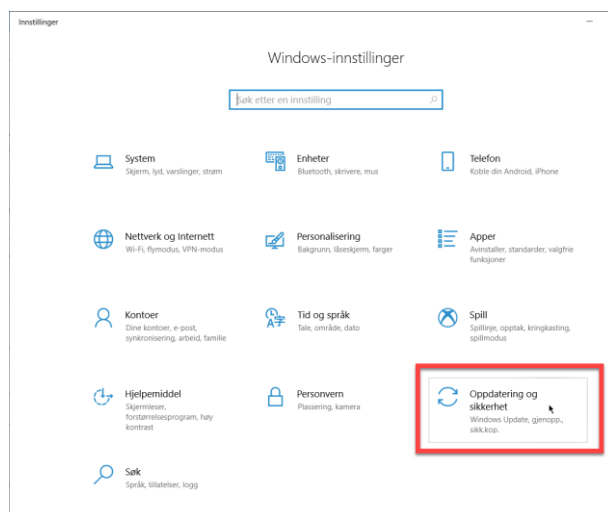 Innstillinger
Windows-innstillinger
Søk etter en innstilling
System
Skjerm, lyd, varslinger, strøm
Enheter
Bluetooth, skrivere, mus
Telefon
Koble din Android, iPhone
Nettverk og Internett
Wi-Fi, flymodus, VPN-modus
Personalisering
Bakgrunn, låseskjerm, farger
Apper
Avinstaller, standarder, valgfrie
funksjoner
Kontoer
Dine kontoer, e-post,
synkronisering, arbeid, familie
Tid og språk
Tale, område, dato
Spill
Spillinje, opptak, kringkasting,
spillmodus
Hjelpemiddel
Skjermleser,
forstørrelsesprogram, høy
kontrast
Personvern
Plassering, kamera
Oppdatering og
sikkerhet
Windows Update, gjenopp.,
sikk.kop.
Søk
Språk, tillatelser, logg